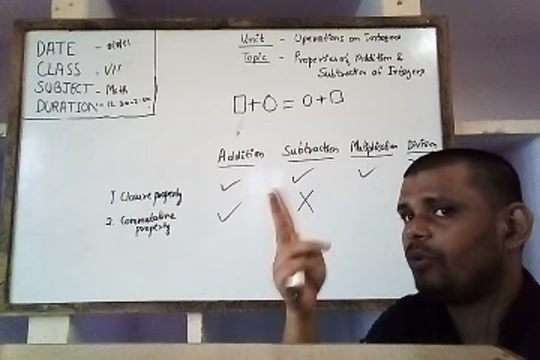 DATE -
CLASS - VII
SUBJECT - Math
DURATION -
Unit - Operations on Integers
Topic - Properties of Addition &
Subtraction of Integers
□+○=○+□
Addition Subtraction Multiplication Division
1) Closure property ✓ ✓ ✓
2. Commutative ✓ X
property